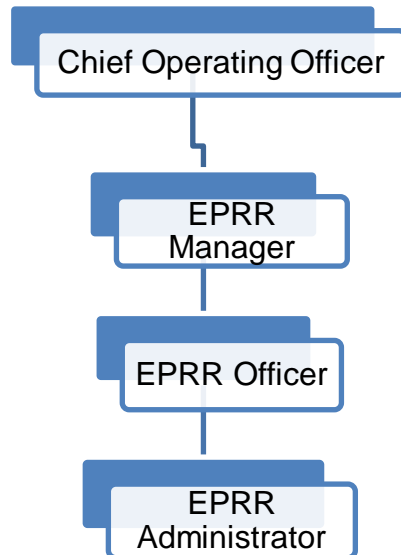 Chief Operating Officer
EPRR
Manager
EPRR Officer
EPRR
Administrator